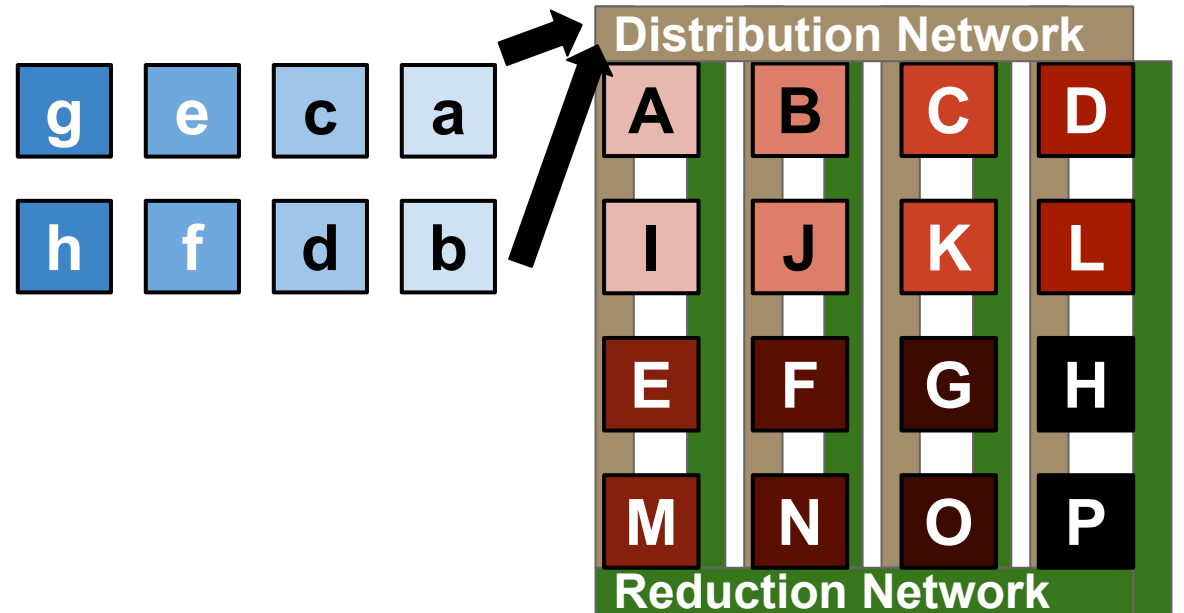 Distribution Network
g e c a A B C D
h f d b I J K L
E F G H
M N O P
Reduction Network